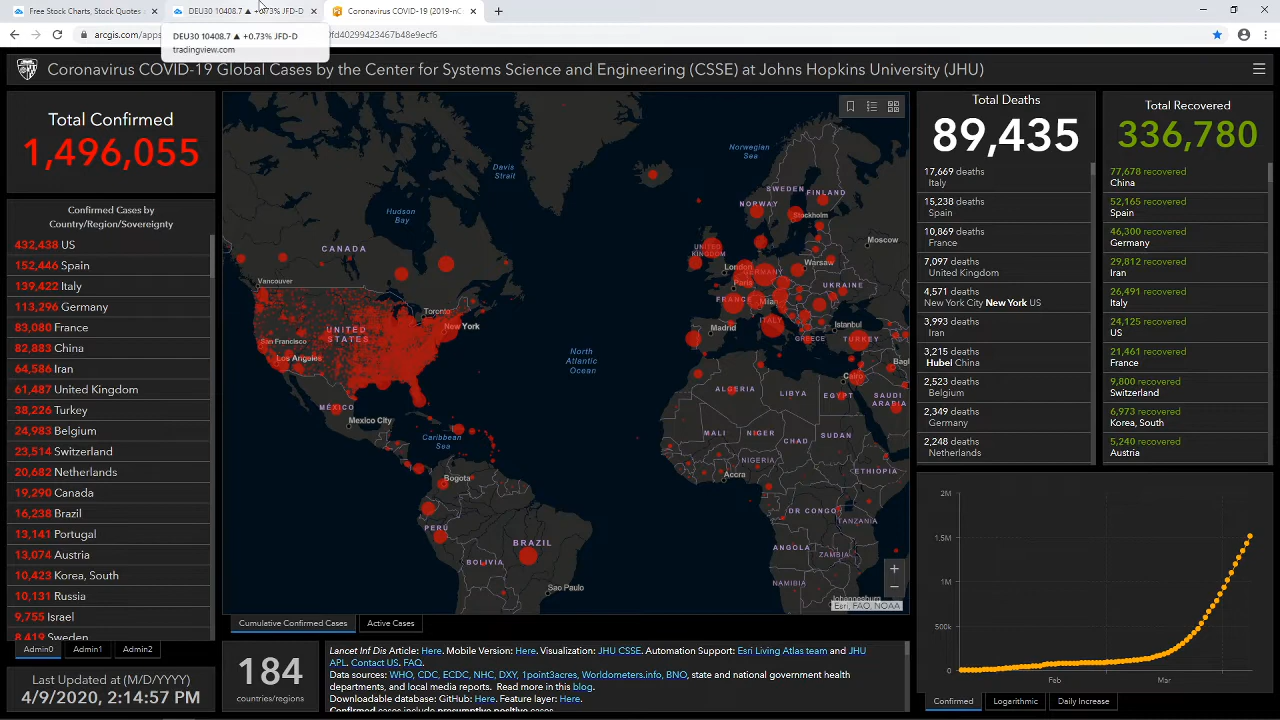 Free Stock Charts, Stock Quotes
DEU30 10408.7 ▲ +0.73% JFD-D
Coronavirus COVID-19 (2019-nC
arcgis.com/apps
fd40299423467b48e9ecf6
DEU30 10408.7 ▲ +0.73% JFD-D
tradingview.com
Coronavirus COVID-19 Global Cases by the Center for Systems Science and Engineering (CSSE) at Johns Hopkins University (JHU)
Total Confirmed
1,496,055
Confirmed Cases by
Country/Region/Sovereignty
432,438 US
152,446 Spain
139,422 Italy
113,296 Germany
83,080 France
82,883 China
64,586 Iran
61,487 United Kingdom
38,226 Turkey
24,983 Belgium
23,514 Switzerland
20,682 Netherlands
19,290 Canada
16,238 Brazil
13,141 Portugal
13,074 Austria
10,423 Korea, South
10,131 Russia
9,755 Israel
8,419 Sweden
Admin0
Admin1
Admin2
Last Updated at (M/D/YYYY)
4/9/2020, 2:14:57 PM
Norwegian
Sea
Davis
Strait
SWEDEN
FINLAND
NORWAY
Stockholm
Hudson
Bay
Moscow
CANADA
UNITED
KINGDOM
London
Warsaw
GERMANY
Vancouver
Paris
UKRAINE
FRANCE
Milan
Toronto
New York
UNITED
STATES
ITALY
Madrid
Istanbul
San Francisco
GREECE
TURKEY
Los Angeles
North
Atlantic
Ocean
Bagh
Cairo
ALGERIA
LIBYA
EGYPT
SAUDI
ARABIA
MÉXICO
Mexico City
Caribbean
Sea
MALI
NIGER
CHAD
SUDAN
NIGERIA
ETHIOPIA
Bogota
Accra
DR CONGO
TANZANIA
PERU
BRAZIL
ANGOLA
ZAMBIA
BOLIVIA
NAMIBIA
Sao Paulo
Johannesburg
Esri, FAO, NOAA
Cumulative Confirmed Cases
Active Cases
184
countries/regions
Lancet Inf Dis Article: Here. Mobile Version: Here. Visualization: JHU CSSE. Automation Support: Esri Living Atlas team and JHU
API. Contact US. FAQ.
Data sources: WHO, CDC, ECDC, NHC, DXY, 1point3acres, Worldometers.info, BNO, state and national government
health departments, and local media reports. Read more in this blog.
Downloadable database: GitHub: Here. Feature layer: Here.
Confirmed cases include presumptive positive cases.
Total Deaths
89,435
17,669 deaths
Italy
15,238 deaths
Spain
10,869 deaths
France
7,097 deaths
United Kingdom
4,571 deaths
New York City New York US
3,993 deaths
Iran
3,215 deaths
Hubei China
2,523 deaths
Belgium
2,349 deaths
Germany
2,248 deaths
Netherlands
Total Recovered
336,780
77,678 recovered
China
52,165 recovered
Spain
46,300 recovered
Germany
29,812 recovered
Iran
26,491 recovered
Italy
24,125 recovered
US
21,461 recovered
France
9,800 recovered
Switzerland
6,973 recovered
Korea, South
5,240 recovered
Austria
2M
1.5M
1M
500k
0
Feb
Mar
Confirmed
Logarithmic
Daily Increase